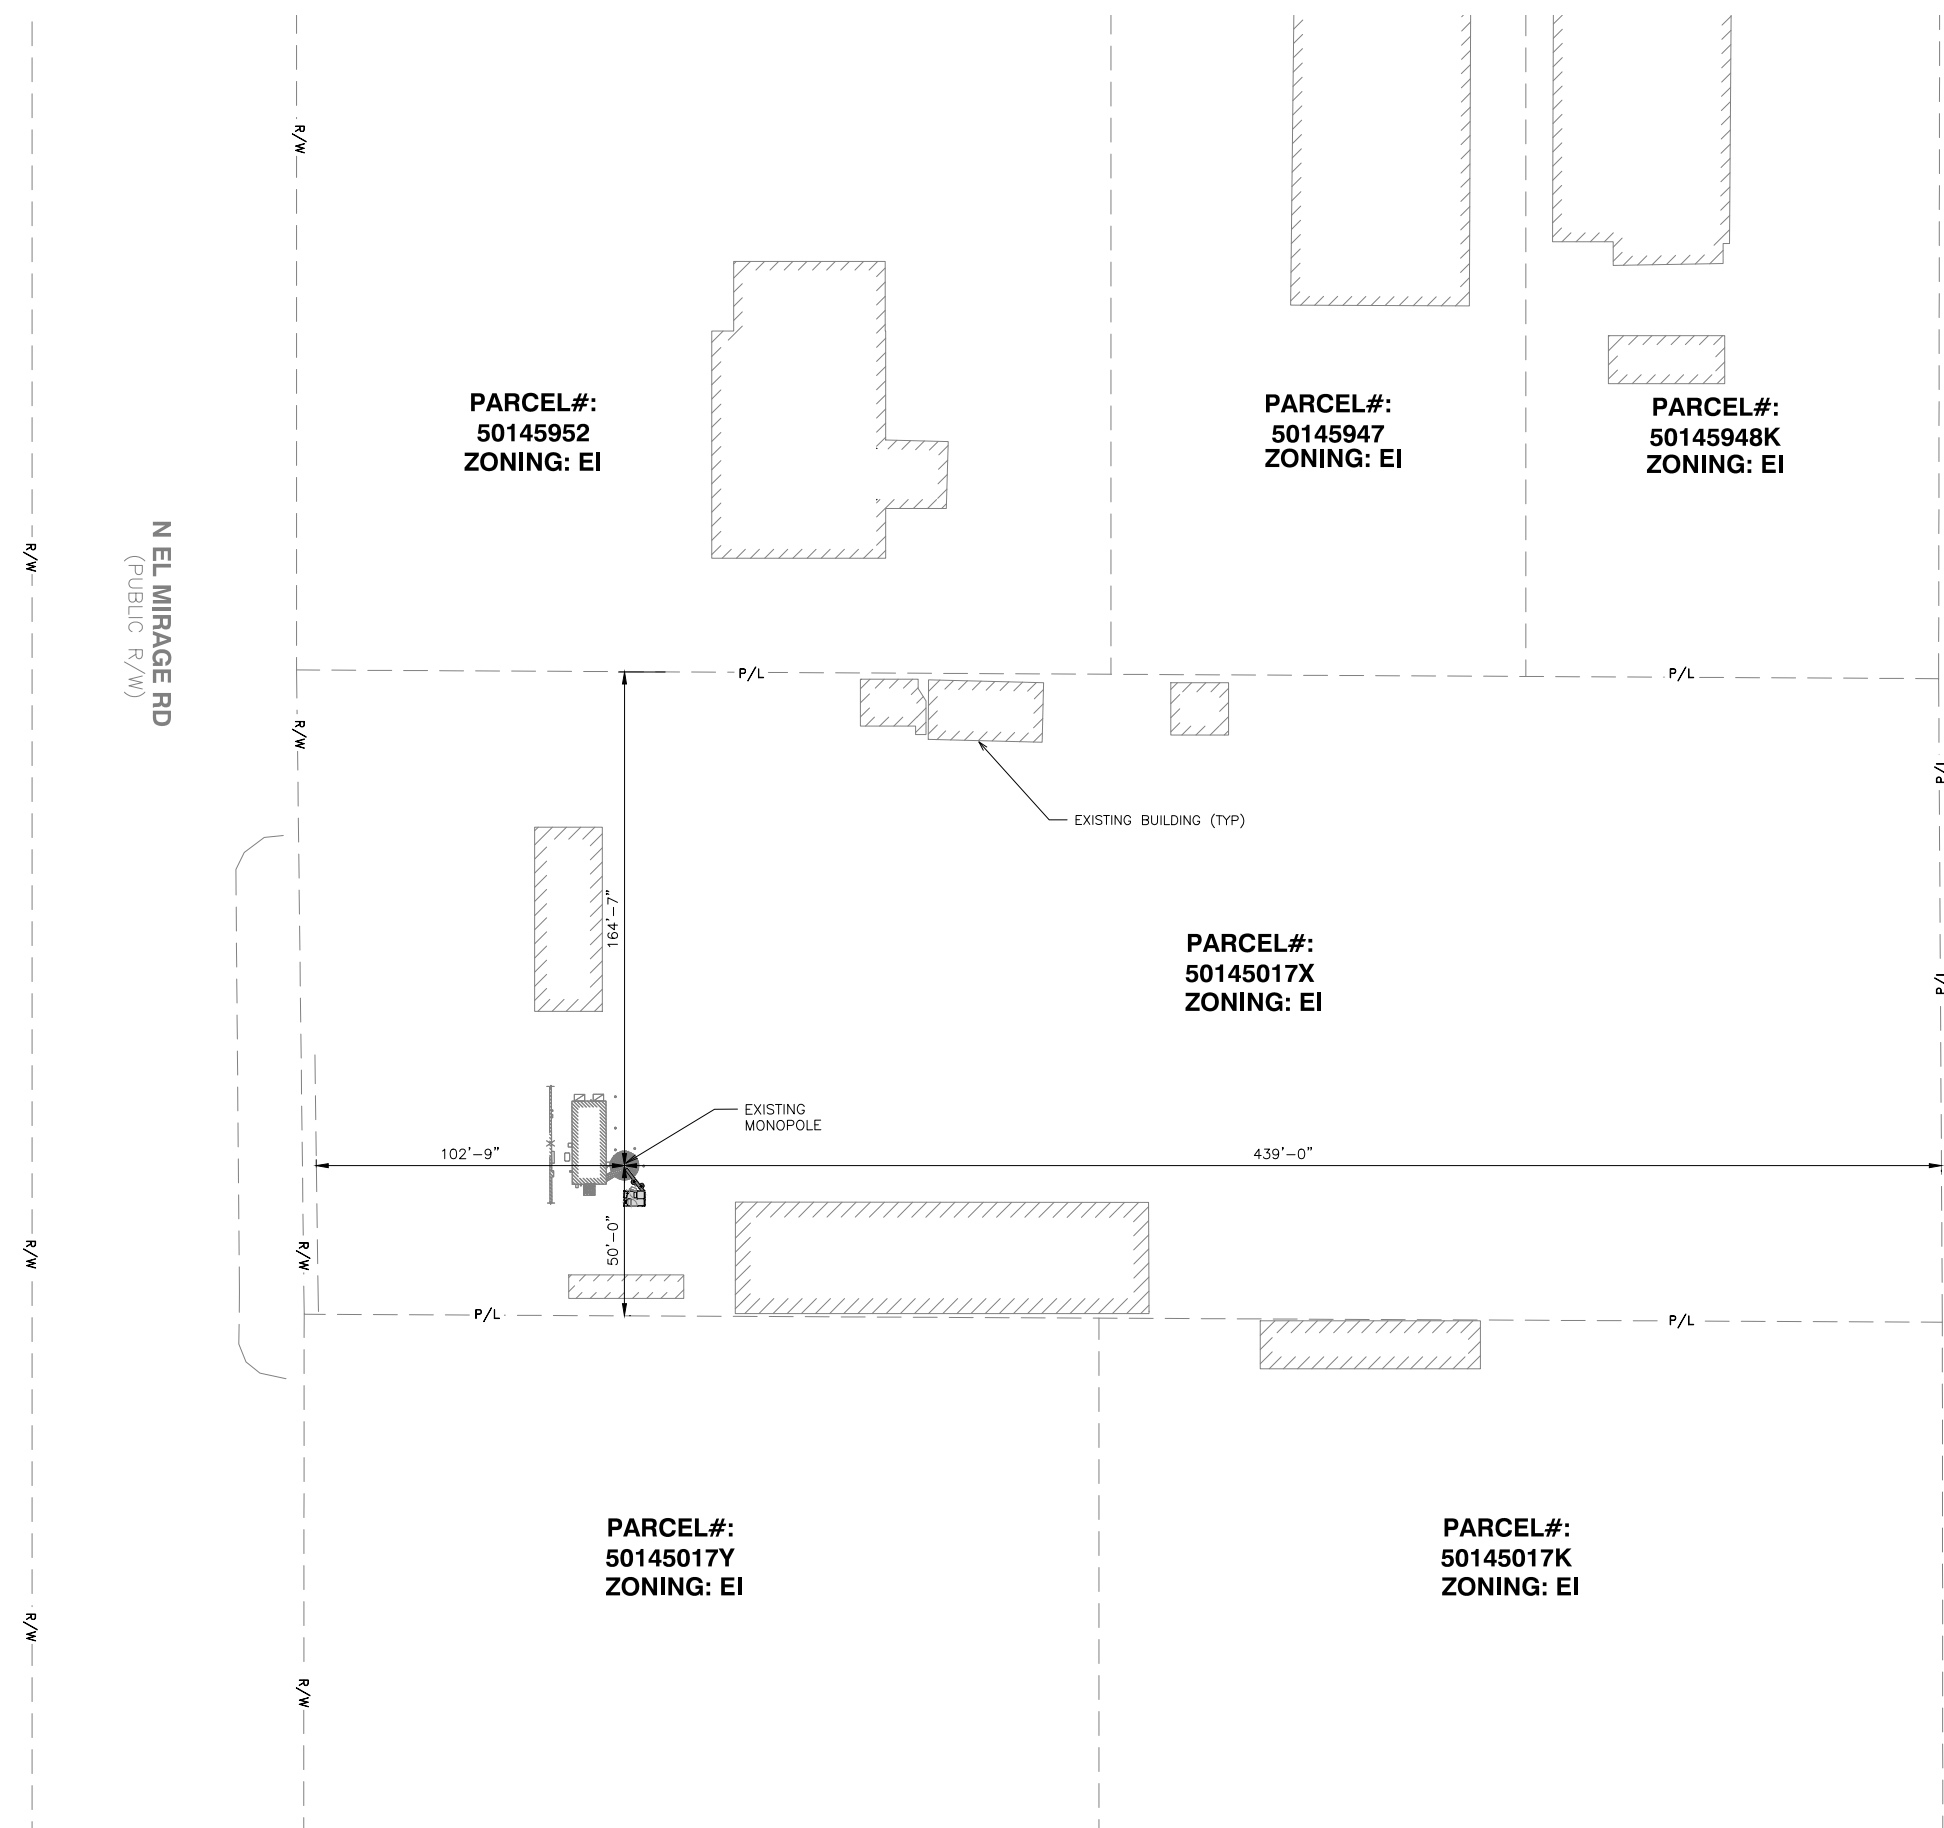 R/W
PARCEL#:
50145952
ZONING: EI
PARCEL#:
50145947
ZONING: EI
PARCEL#:
50145948K
ZONING: EI
R/W
N EL MIRAGE RD
(PUBLIC R/W)
P/L
P/L
R/W
P/L
EXISTING BUILDING (TYP)
164'-7"
PARCEL#:
50145017X
ZONING: EI
P/L
EXISTING
MONOPOLE
102'-9"
439'-0"
50'-0"
R/W
R/W
P/L
P/L
PARCEL#:
50145017Y
ZONING: EI
PARCEL#:
50145017K
ZONING: EI
R/W
R/W